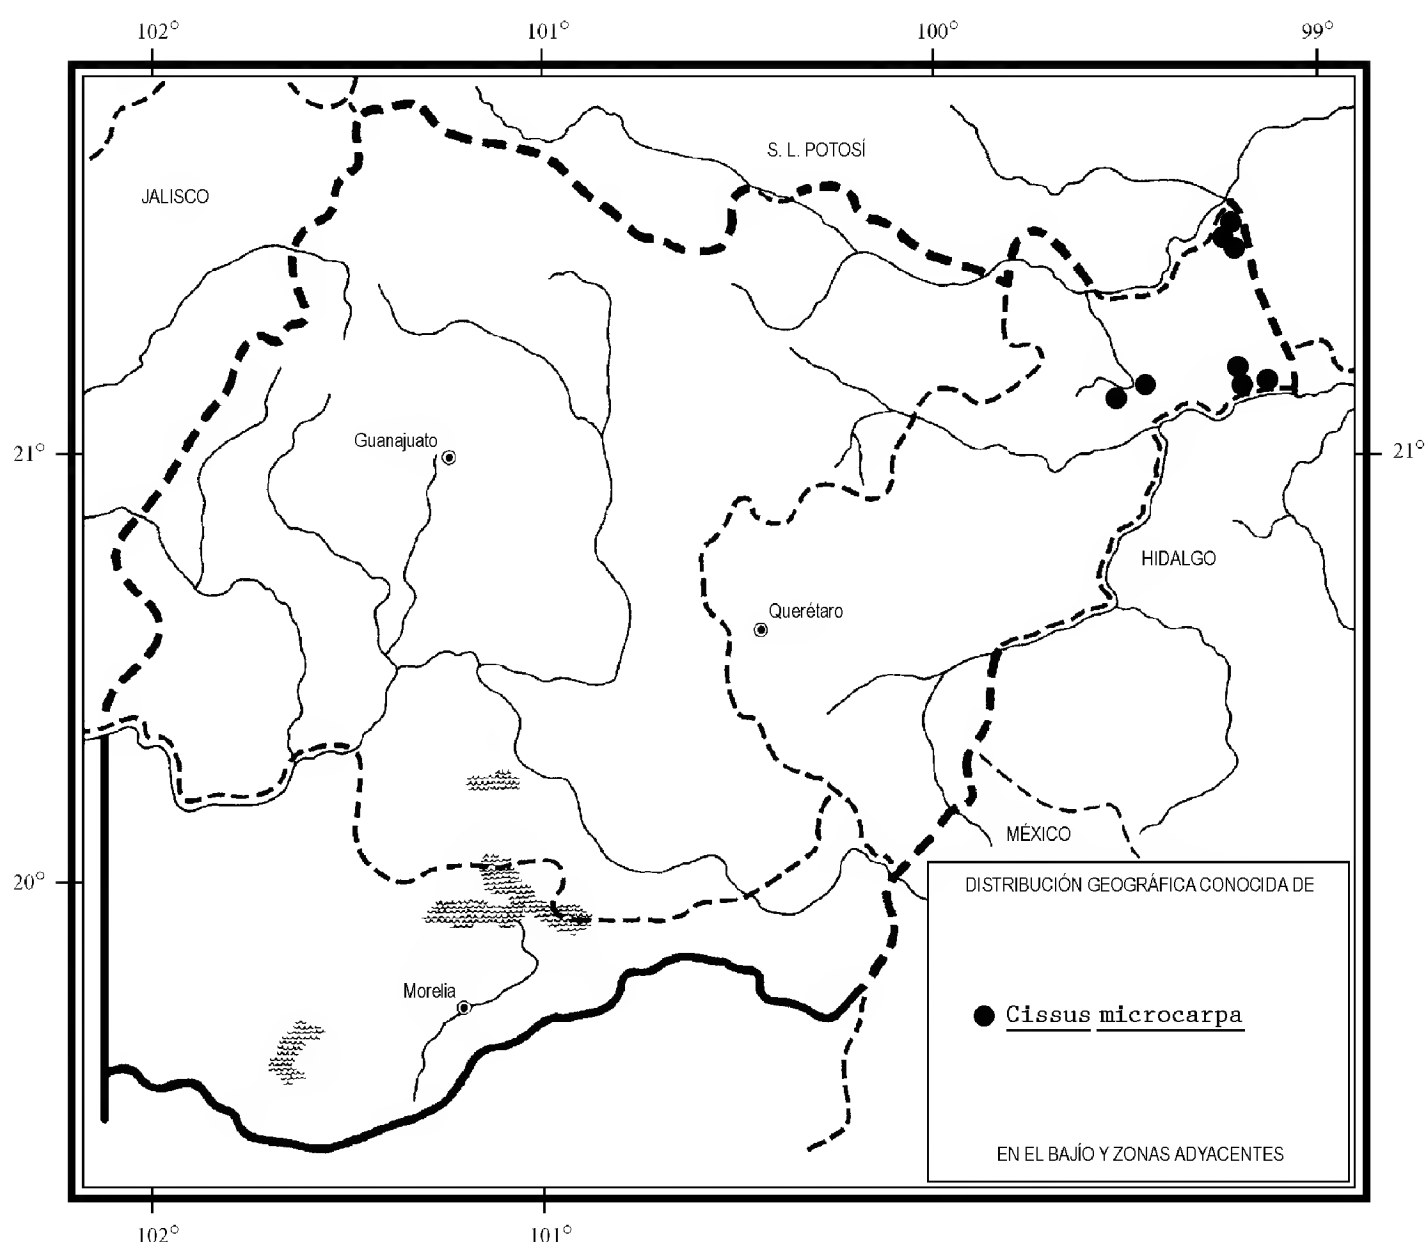 102° 101° 100° 99°
S. L. POTOSÍ
JALISCO
Guanajuato
21° 21°
HIDALGO
Querétaro
MÉXICO
20°
DISTRIBUCIÓN GEOGRÁFICA CONOCIDA DE
Morelia
Cissus microcarpa
EN EL BAJÍO Y ZONAS ADYACENTES
102° 101°